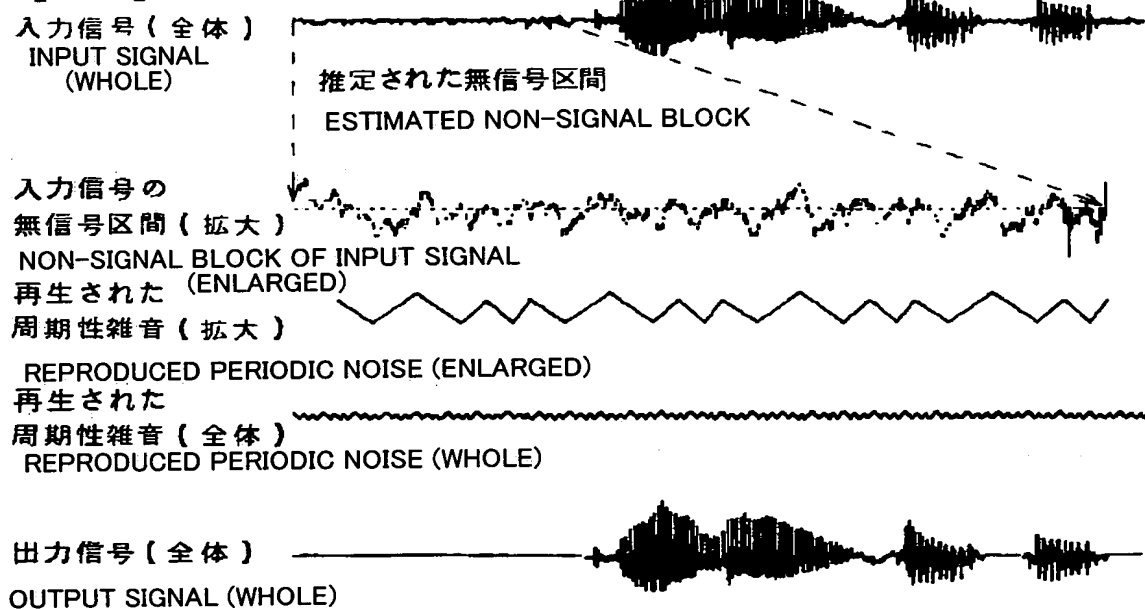 入力信号(全体)
INPUT SIGNAL
(WHOLE)
推定された無信号区間
ESTIMATED NON-SIGNAL BLOCK
入力信号の
無信号区間(拡大)
NON-SIGNAL BLOCK OF INPUT SIGNAL
(ENLARGED)
再生された
周期性雑音(拡大)
REPRODUCED PERIODIC NOISE (ENLARGED)
再生された
周期性雑音(全体)
REPRODUCED PERIODIC NOISE (WHOLE)
出力信号(全体)
OUTPUT SIGNAL (WHOLE)